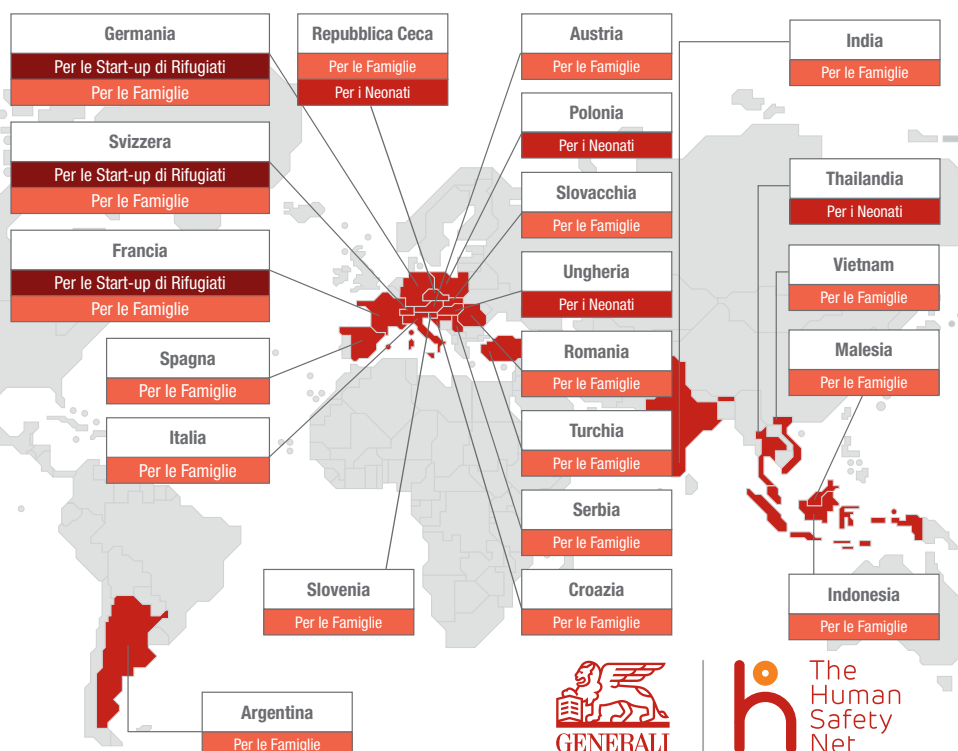 Germania
Per le Start-up di Rifugiati
Per le Famiglie
Svizzera
Per le Start-up di Rifugiati
Per le Famiglie
Francia
Per le Start-up di Rifugiati
Per le Famiglie
Spagna
Per le Famiglie
Italia
Per le Famiglie
Repubblica Ceca
Per le Famiglie
Per i Neonati
Austria
Per le Famiglie
Polonia
Per i Neonati
Slovacchia
Per le Famiglie
Ungheria
Per i Neonati
Romania
Per le Famiglie
Turchia
Per le Famiglie
Serbia
Per le Famiglie
Croazia
Per le Famiglie
Slovenia
Per le Famiglie
India
Per le Famiglie
Thailandia
Per i Neonati
Vietnam
Per le Famiglie
Malesia
Per le Famiglie
Indonesia
Per le Famiglie
Argentina
Per le Famiglie
GENERALI
The
Human
Safety
Net